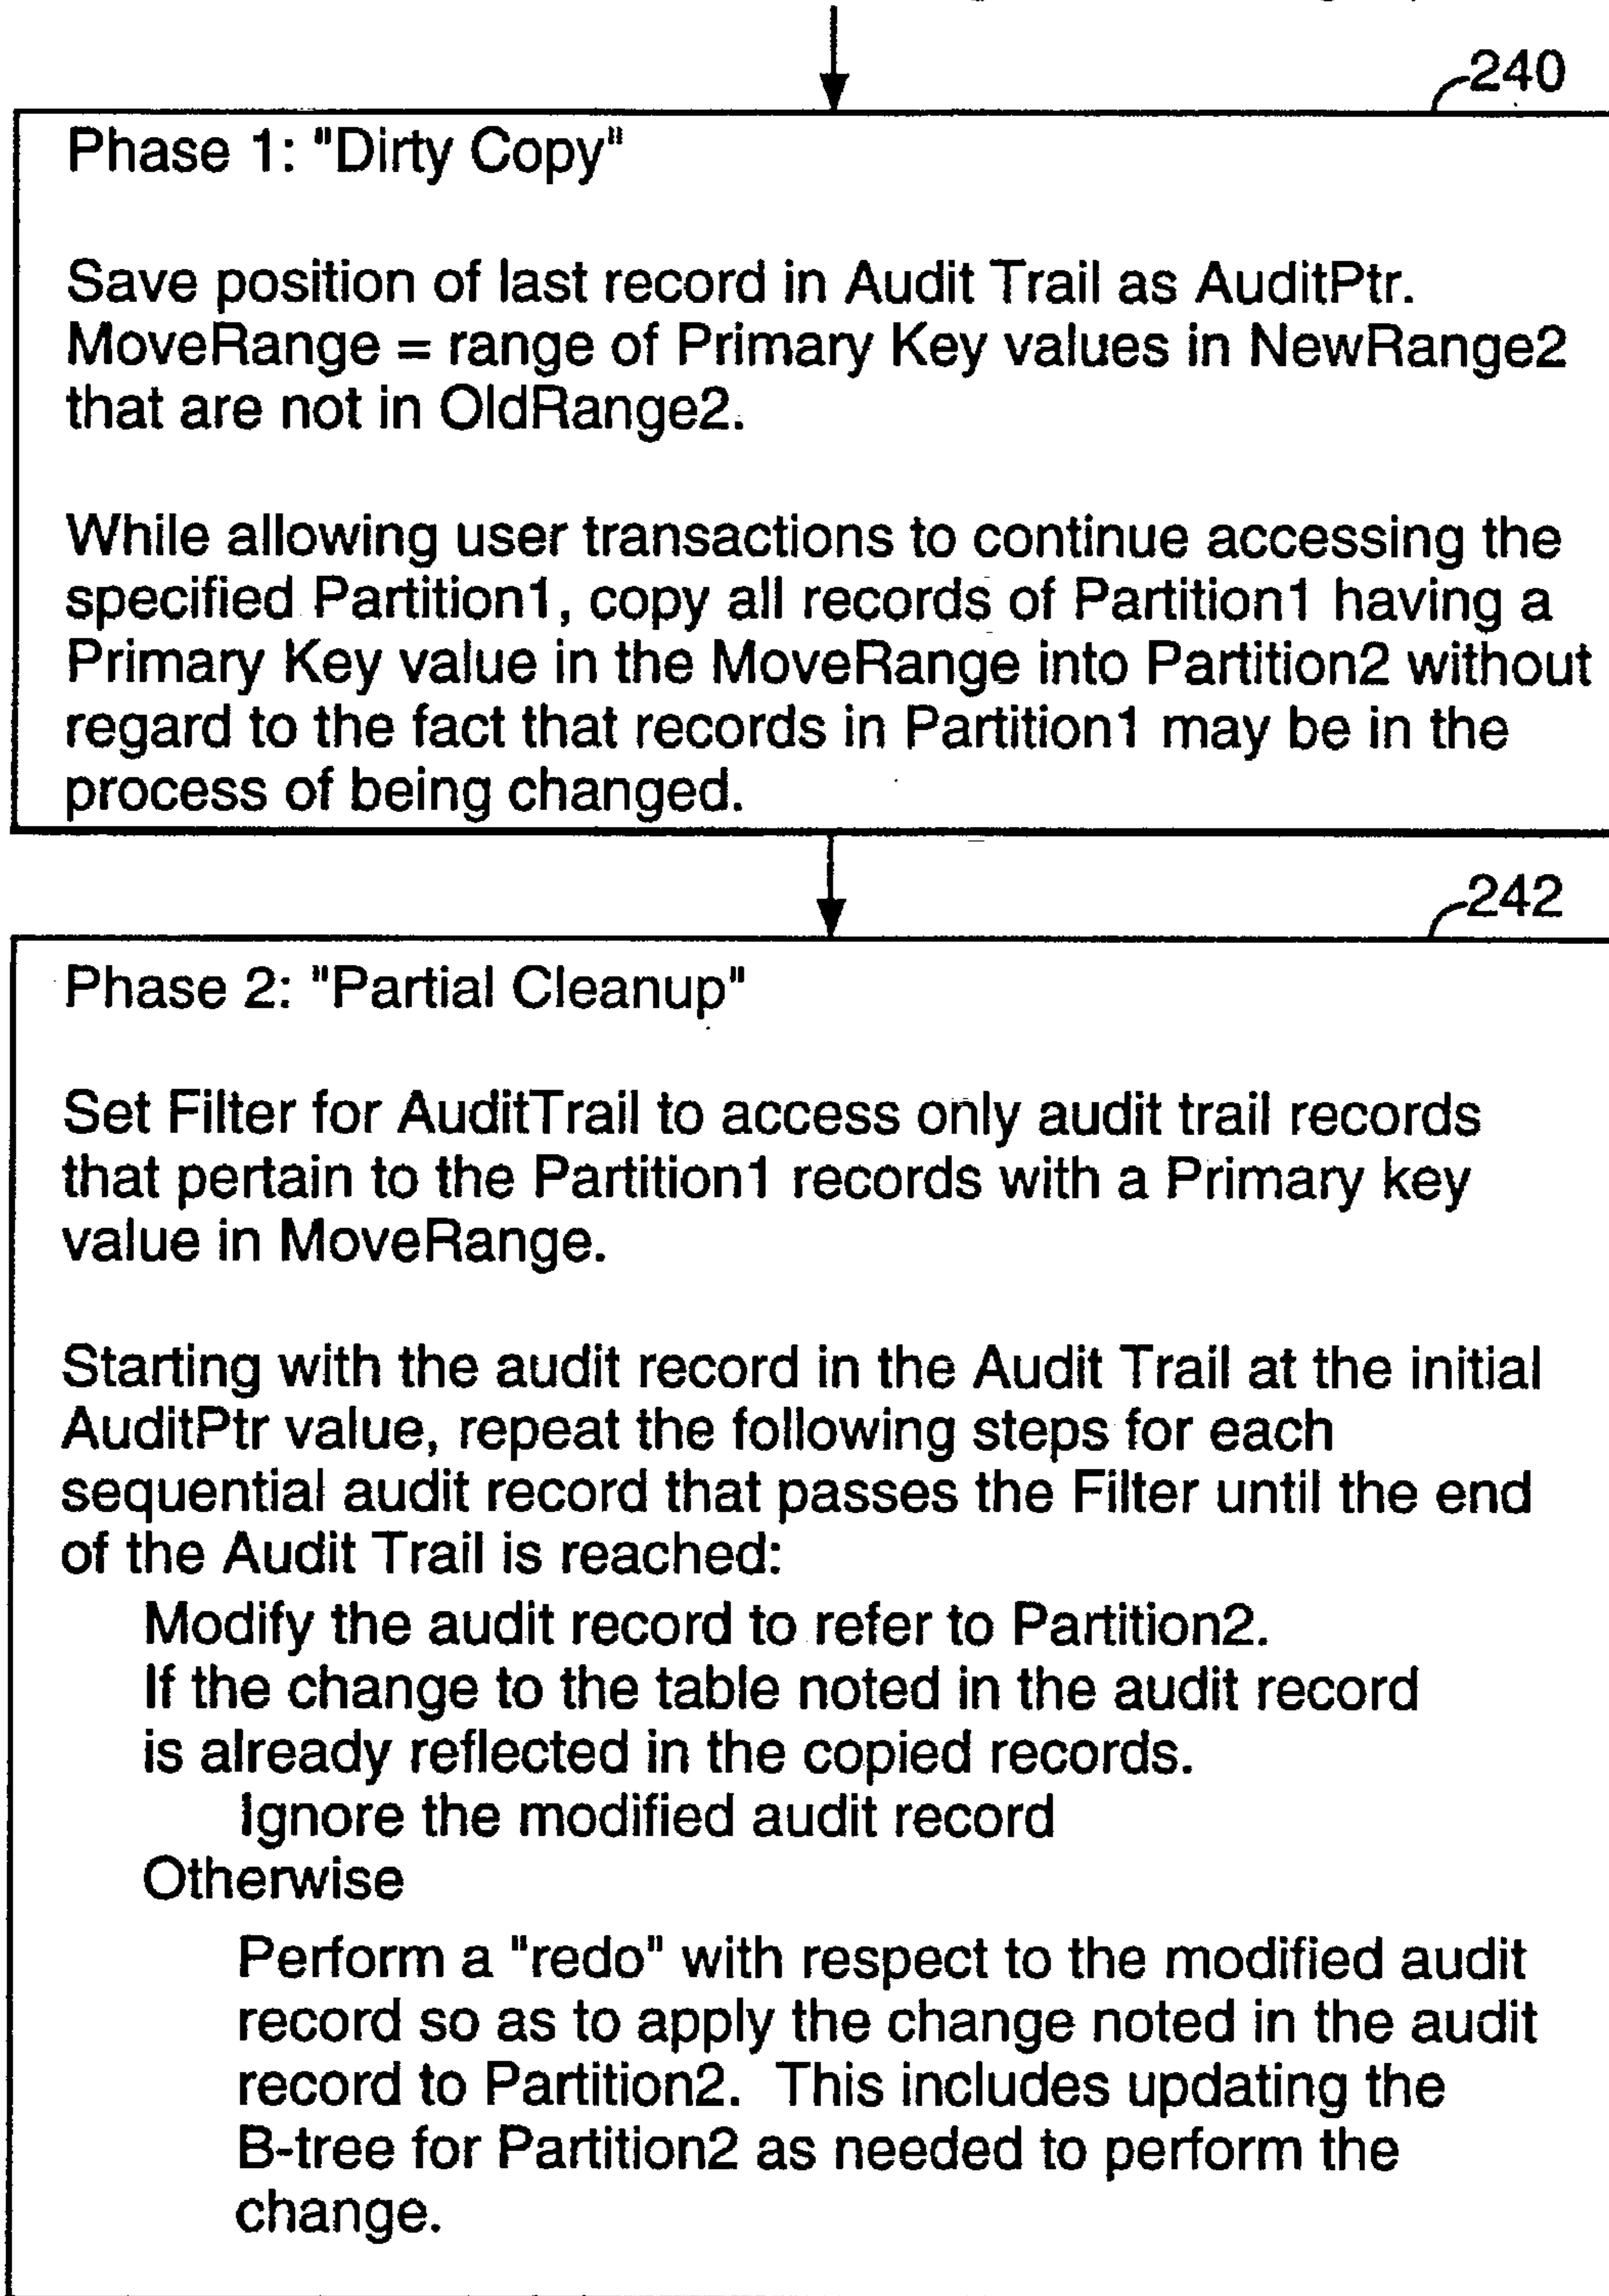 240
Phase 1: "Dirty Copy"
Save position of last record in Audit Trail as AuditPtr.
MoveRange = range of Primary Key values in NewRange2
that are not in OldRange2.
While allowing user transactions to continue accessing the
specified Partition1, copy all records of Partition1 having a
Primary Key value in the MoveRange into Partition2 without
regard to the fact that records in Partition1 may be in the
process of being changed.
242
Phase 2: "Partial Cleanup"
Set Filter for AuditTrail to access only audit trail records
that pertain to the Partition1 records with a Primary key
value in MoveRange.
Starting with the audit record in the Audit Trail at the initial
AuditPtr value, repeat the following steps for each
sequential audit record that passes the Filter until the end
of the Audit Trail is reached:
Modify the audit record to refer to Partition2.
If the change to the table noted in the audit record
is already reflected in the copied records.
Ignore the modified audit record
Otherwise
Perform a "redo" with respect to the modified audit
record so as to apply the change noted in the audit
record to Partition2. This includes updating the
B-tree for Partition2 as needed to perform the
change.